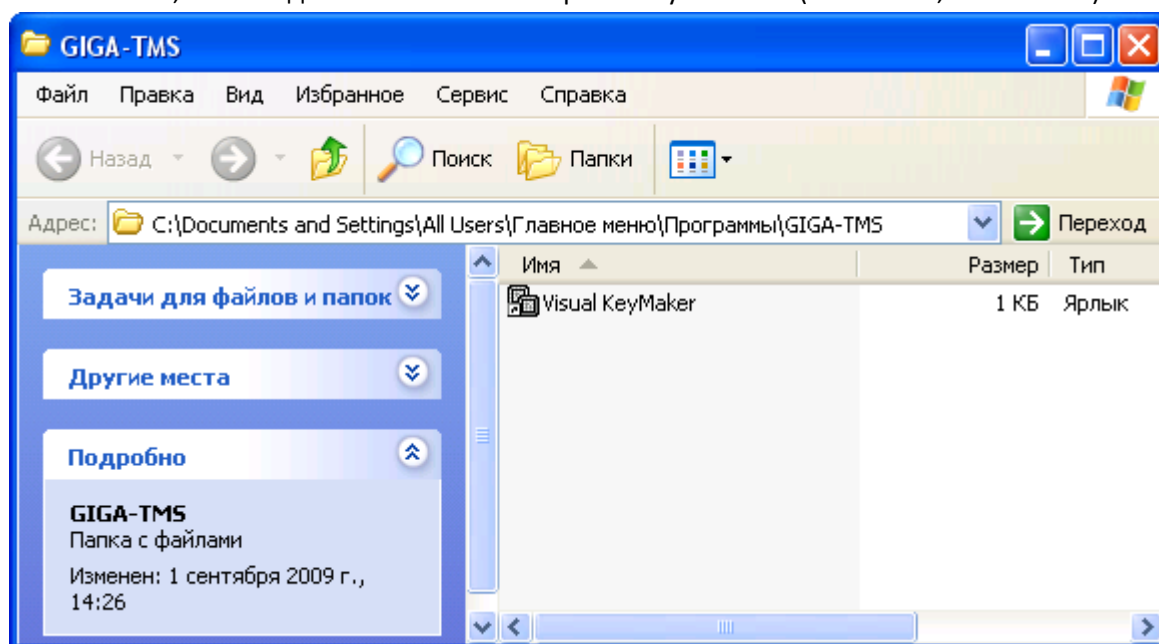 GIGA-TMS
Файл Правка Вид Избранное Сервис Справка
Назад Поиск Папки
Адрес: C:\Documents and Settings\All Users\Главное меню\Программы\GIGA-TMS Переход
Имя Размер Тип
Задачи для файлов и папок
Visual KeyMaker 1 КБ Ярлык
Другие места
Подробно
GIGA-TMS
Папка с файлами
Изменен: 1 сентября 2009 г.,
14:26